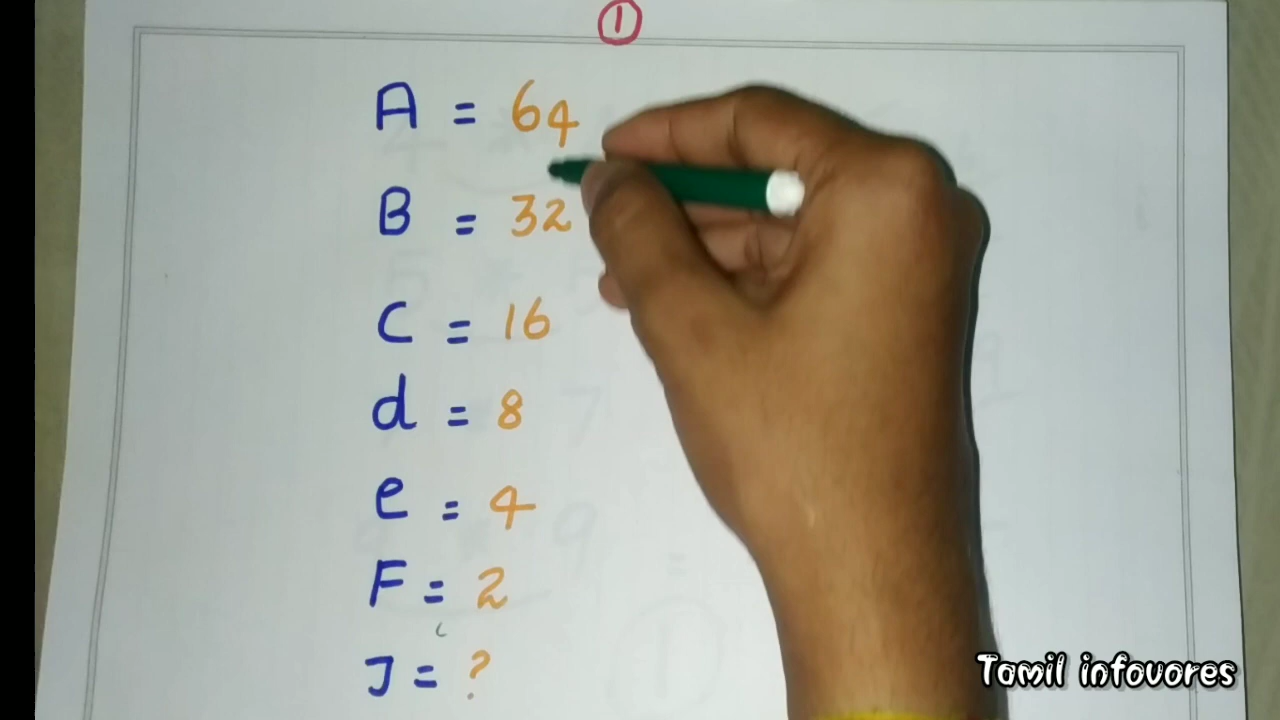 1
A = 64
B = 32
C = 16
d = 8
e = 4
F = 2
J = ?
Tamil infovores